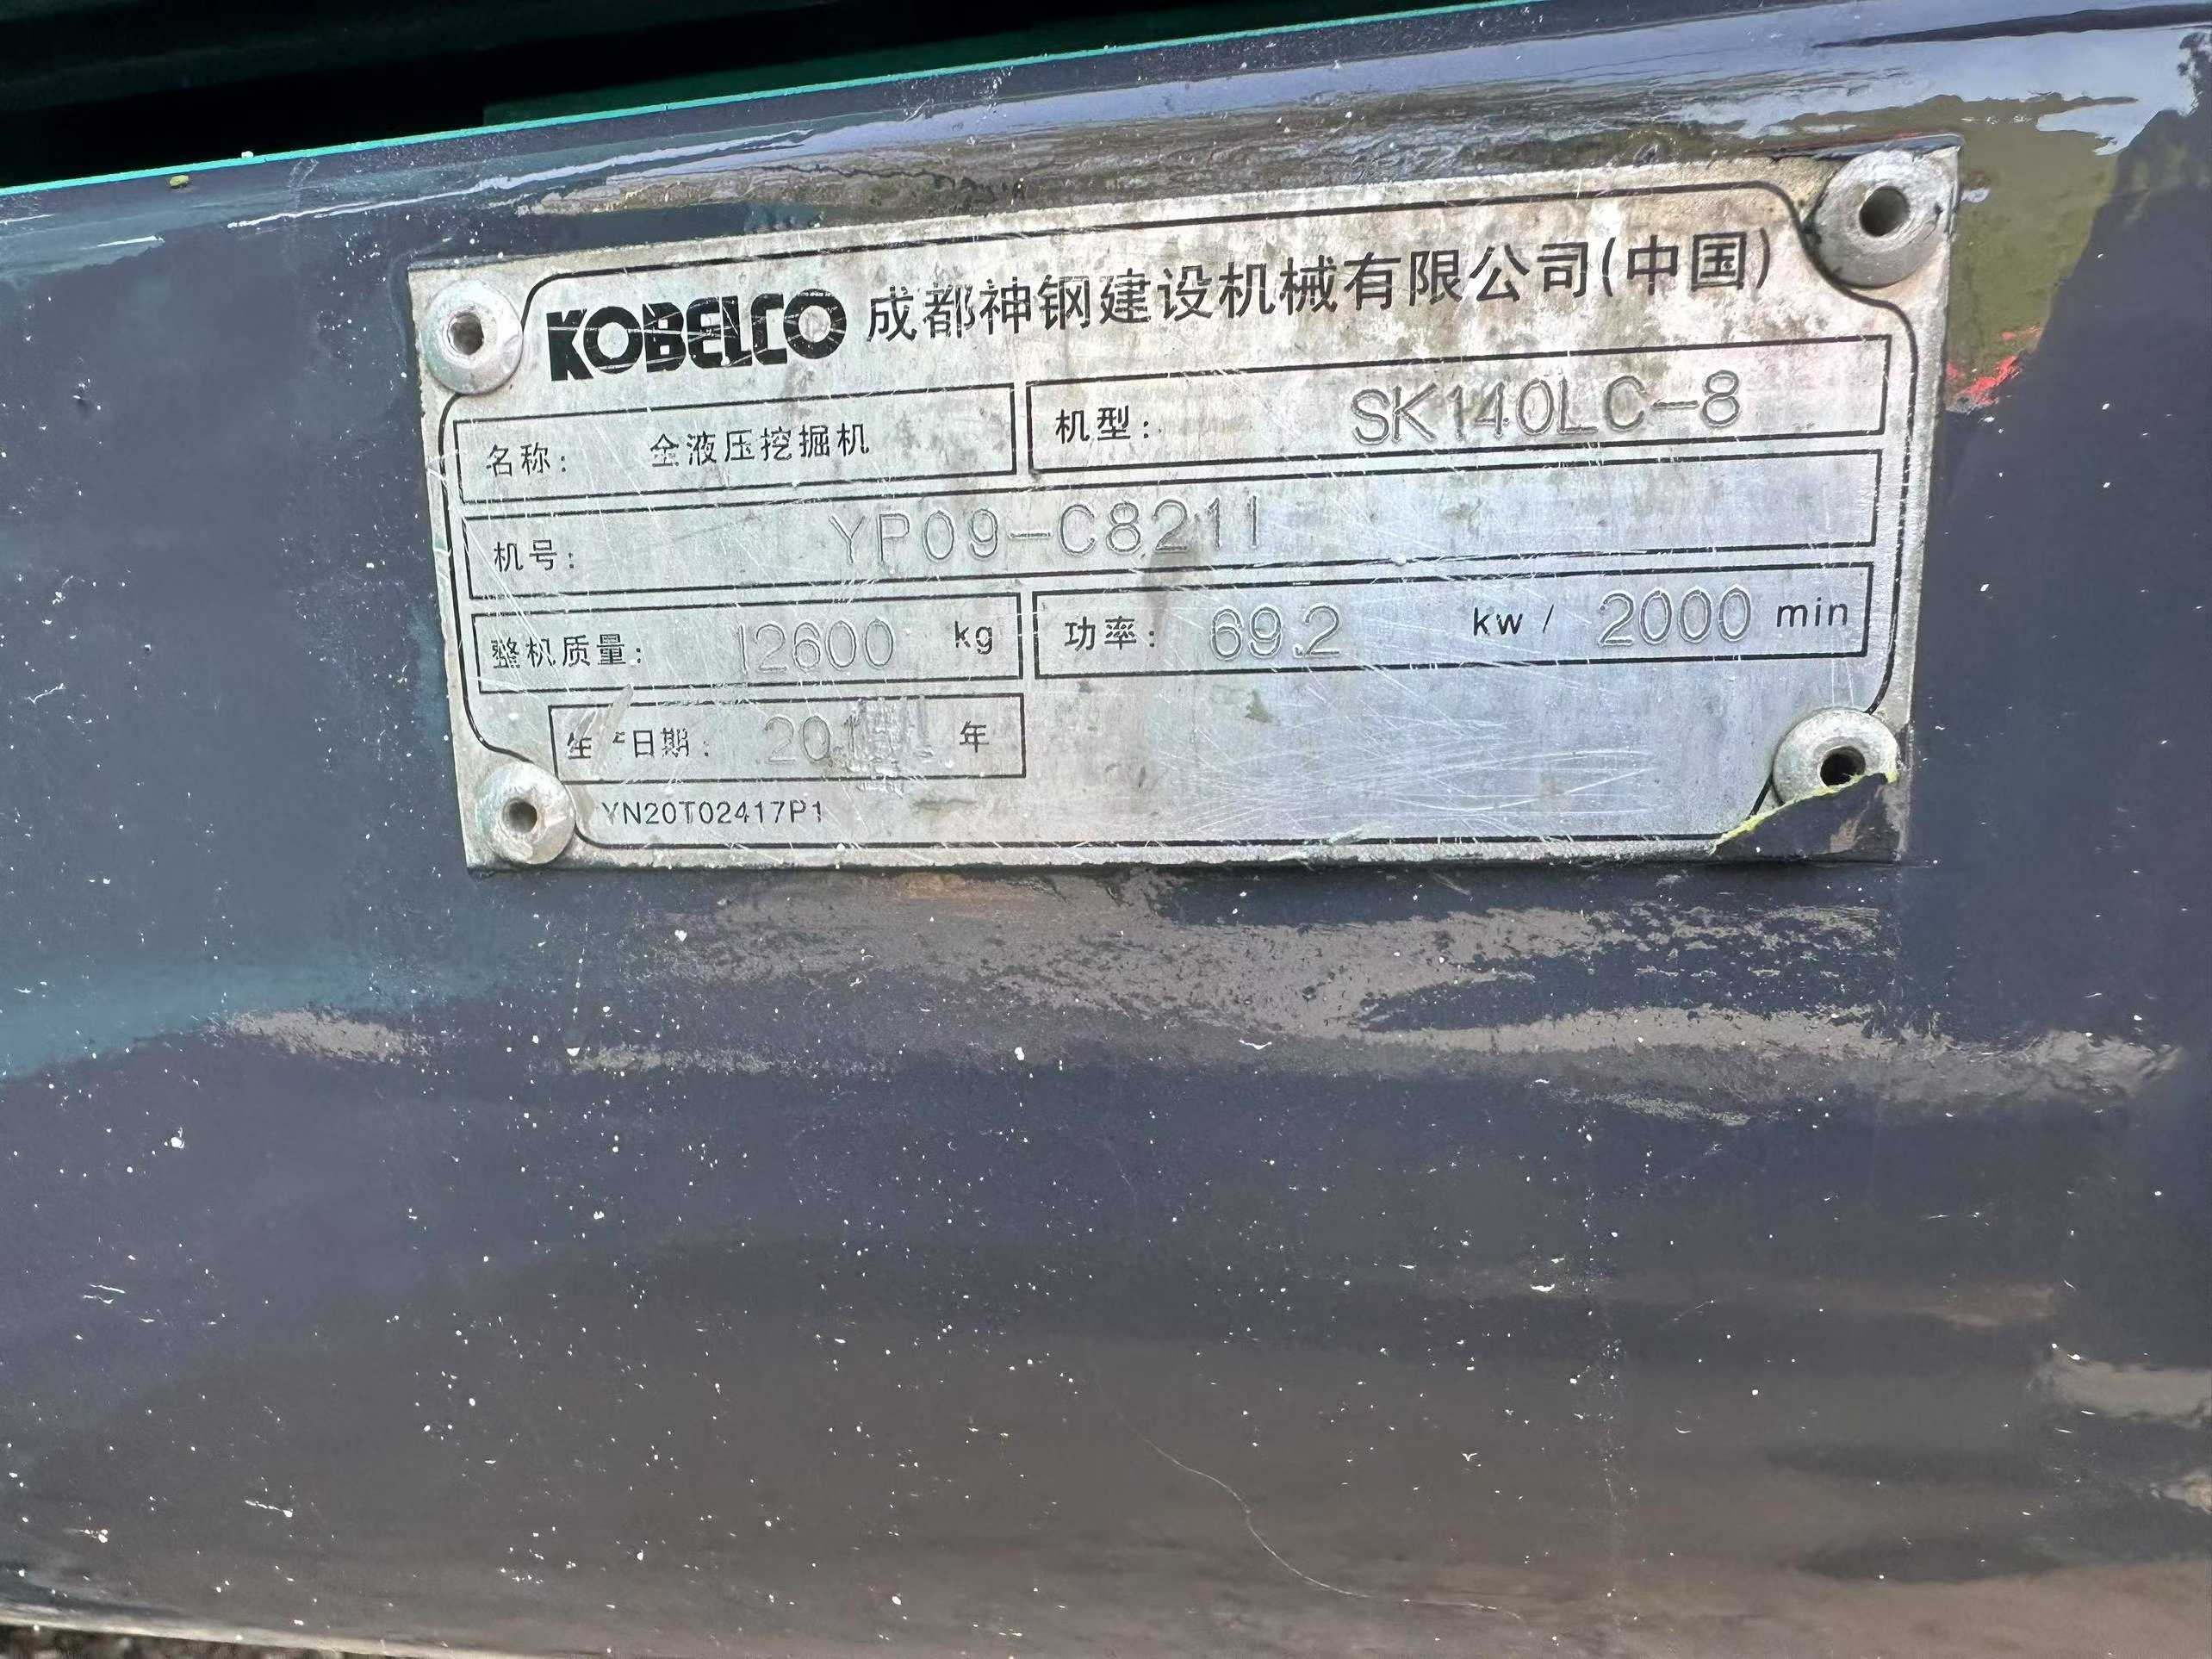 KOBELCO 成都神钢建设机械有限公司(中国)
名称: 全液压挖掘机 机型: SK140LC-8
机号: YP09-C8211
整机质量: 12600 kg 功率: 69.2 kw / 2000 min
生产日期: 年
YN20T02417P1